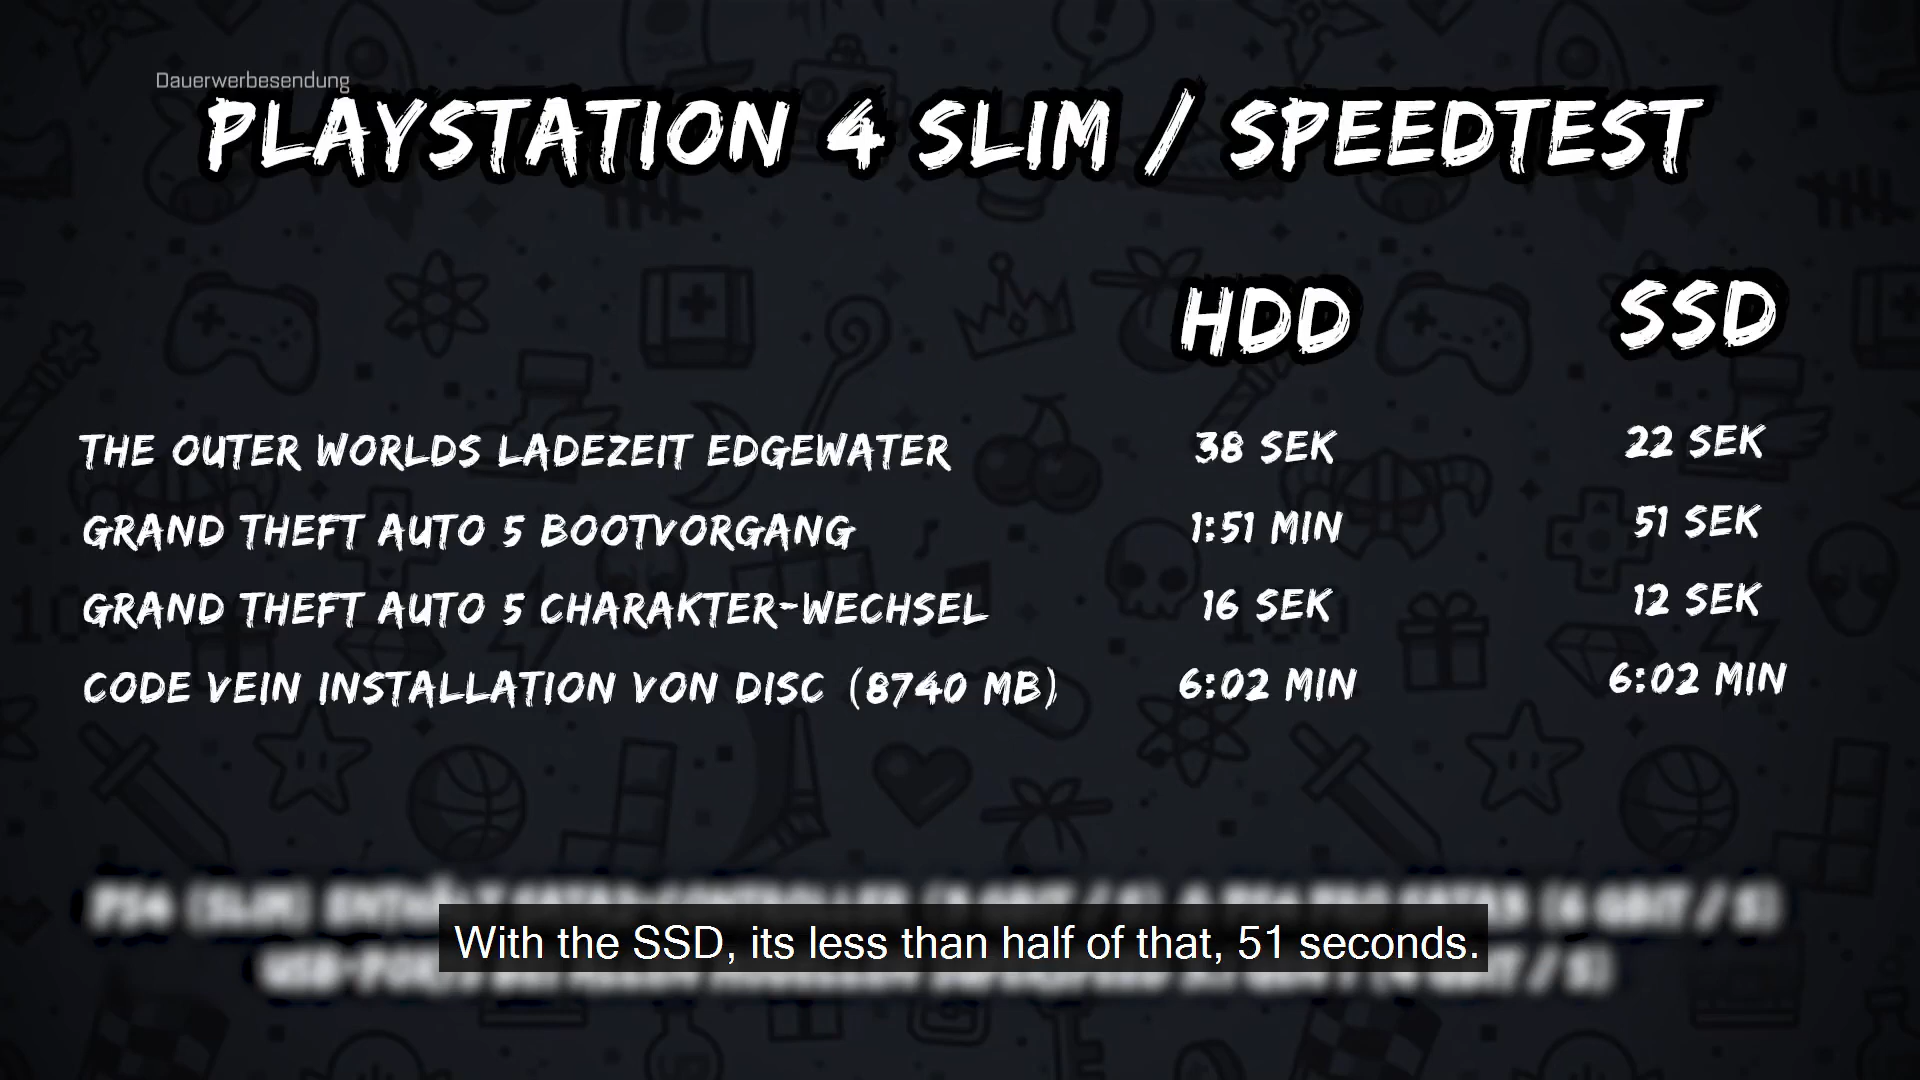 Dauerwerbesendung
PLAYSTATION 4 SLIM / SPEEDTEST
HDD SSD
THE OUTER WORLDS LADEZEIT EDGEWATER 38 SEK 22 SEK
GRAND THEFT AUTO 5 BOOTVORGANG 1:51 MIN 51 SEK
GRAND THEFT AUTO 5 CHARAKTER-WECHSEL 16 SEK 12 SEK
CODE VEIN INSTALLATION VON DISC (8740 MB) 6:02 MIN 6:02 MIN
With the SSD, its less than half of that, 51 seconds.